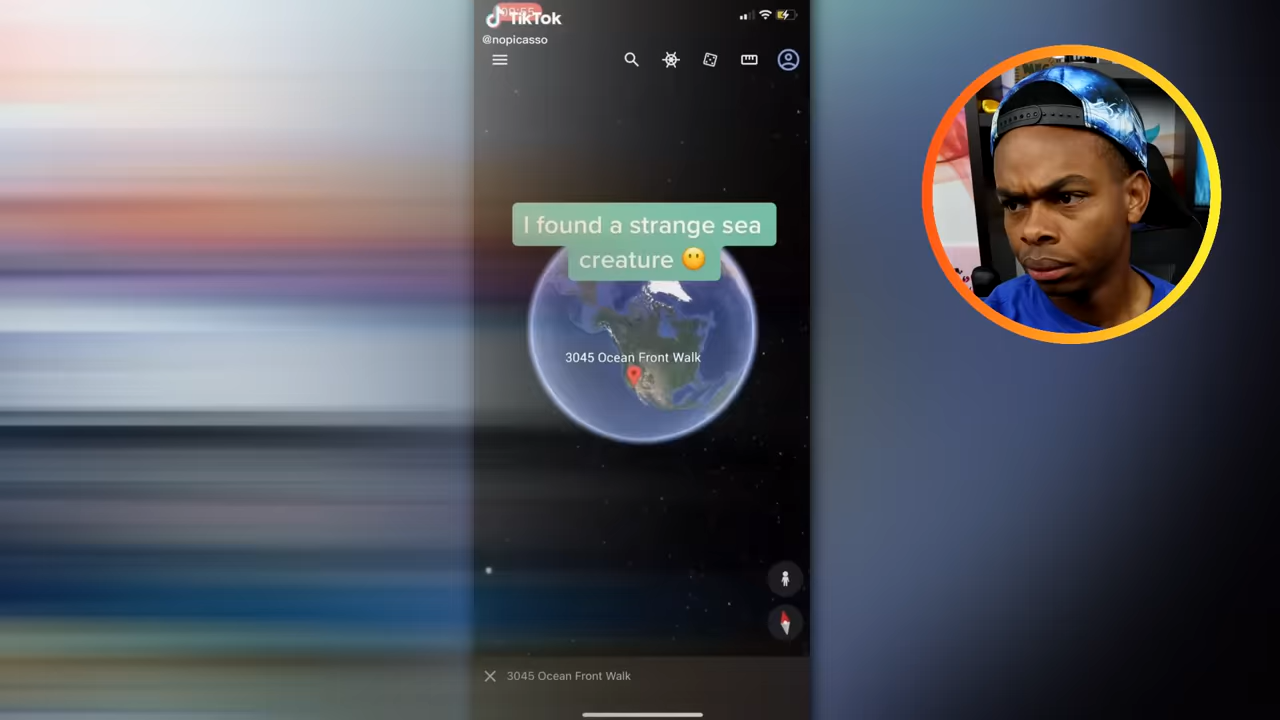 TikTok
@nopicasso
I found a strange sea
creature 😶
3045 Ocean Front Walk
3045 Ocean Front Walk